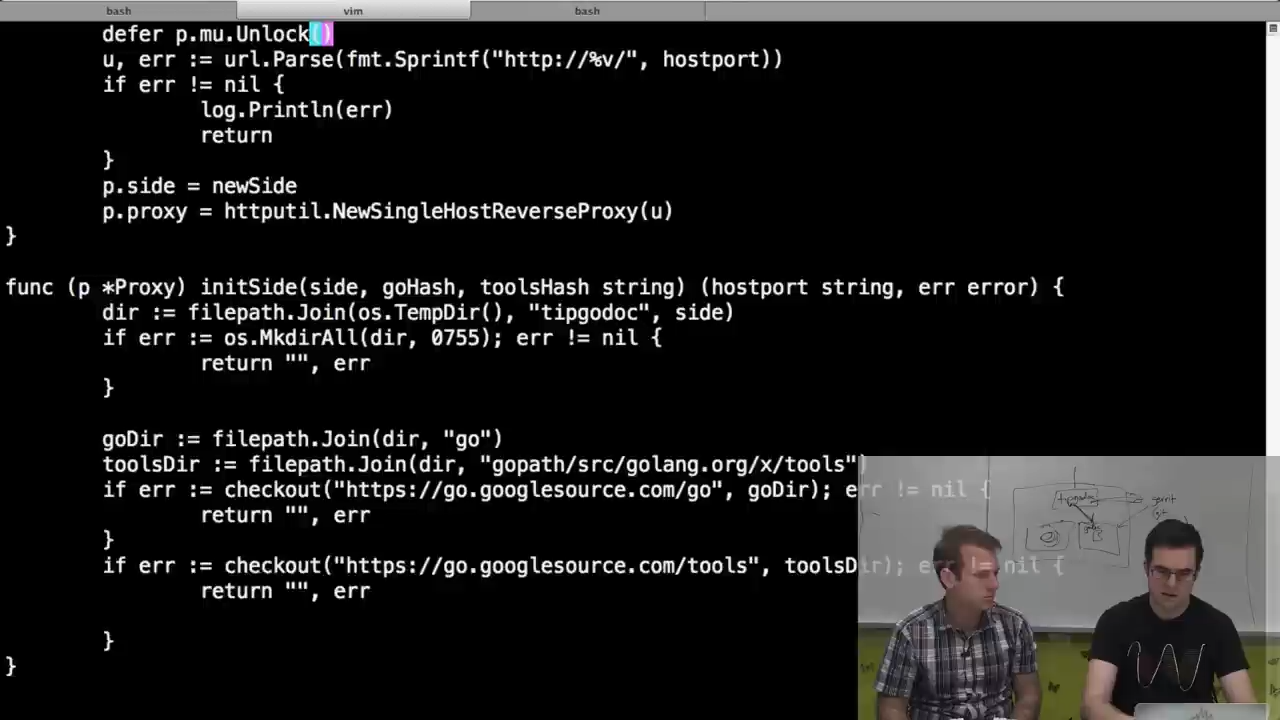 bash vim bash
defer p.mu.Unlock()
u, err := url.Parse(fmt.Sprintf("http://%v/", hostport))
if err != nil {
log.Println(err)
return
}
p.side = newSide
p.proxy = httputil.NewSingleHostReverseProxy(u)
}
func (p *Proxy) initSide(side, goHash, toolsHash string) (hostport string, err error) {
dir := filepath.Join(os.TempDir(), "tipgodoc", side)
if err := os.MkdirAll(dir, 0755); err != nil {
return "", err
}
goDir := filepath.Join(dir, "go")
toolsDir := filepath.Join(dir, "gopath/src/golang.org/x/tools")
if err := checkout("https://go.googlesource.com/go", goDir); err != nil {
return "", err
}
if err := checkout("https://go.googlesource.com/tools", toolsDir); err != nil {
return "", err
}
}
tipgodoc